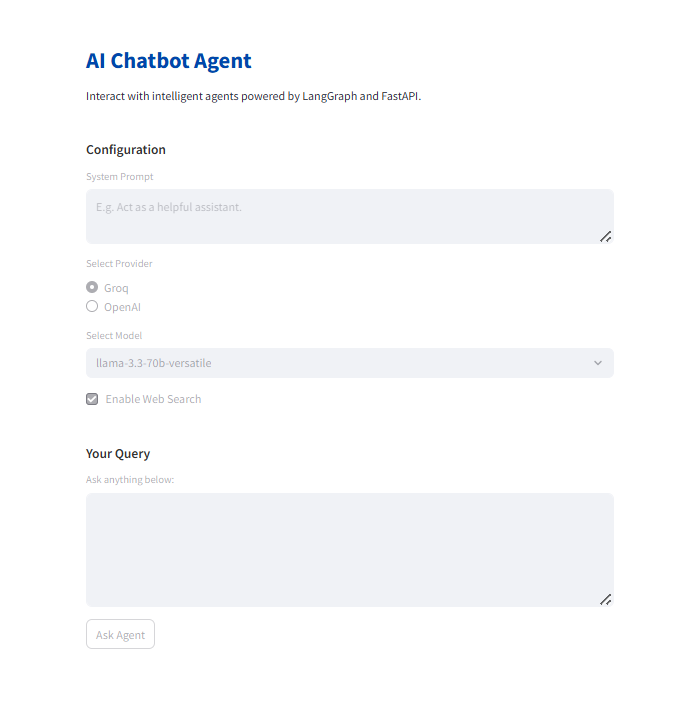 AI Chatbot Agent
Interact with intelligent agents powered by LangGraph and FastAPI.
Configuration
System Prompt
E.g. Act as a helpful assistant.
Select Provider
Groq
OpenAI
Select Model
llama-3.3-70b-versatile
Enable Web Search
Your Query
Ask anything below:
Ask Agent